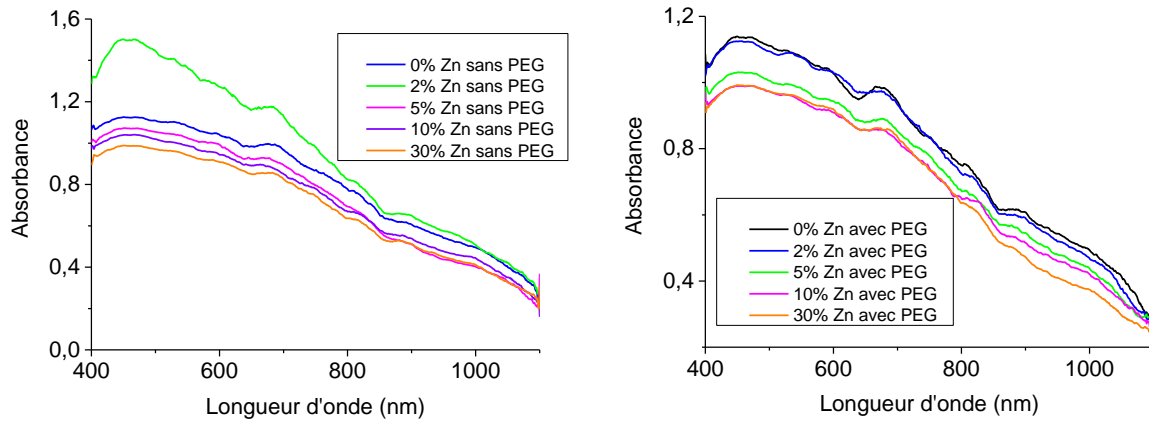 1,6
1,2
0,8
0,4
0,0
Absorbance
0% Zn sans PEG
2% Zn sans PEG
5% Zn sans PEG
10% Zn sans PEG
30% Zn sans PEG
400 600 800 1000
Longueur d'onde (nm)
1,2
0,8
0,4
Absorbance
0% Zn avec PEG
2% Zn avec PEG
5% Zn avec PEG
10% Zn avec PEG
30% Zn avec PEG
400 600 800 1000
Longueur d'onde (nm)